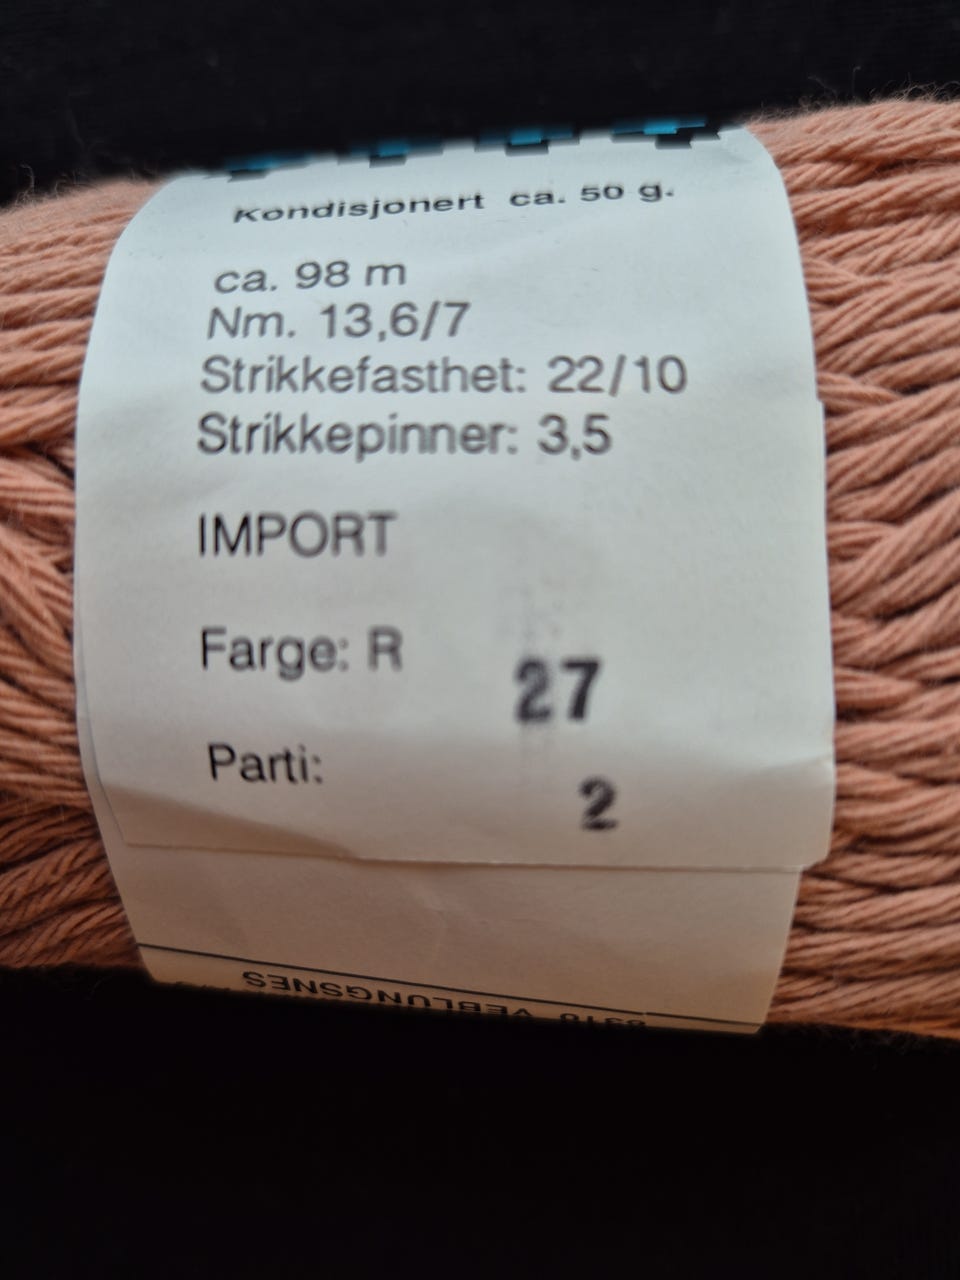 Kondisjonert ca. 50 g.
ca. 98 m
Nm. 13,6/7
Strikkefasthet: 22/10
Strikkepinner: 3,5
IMPORT
Farge: R 27
Parti: 2
VEBLUNGSNES